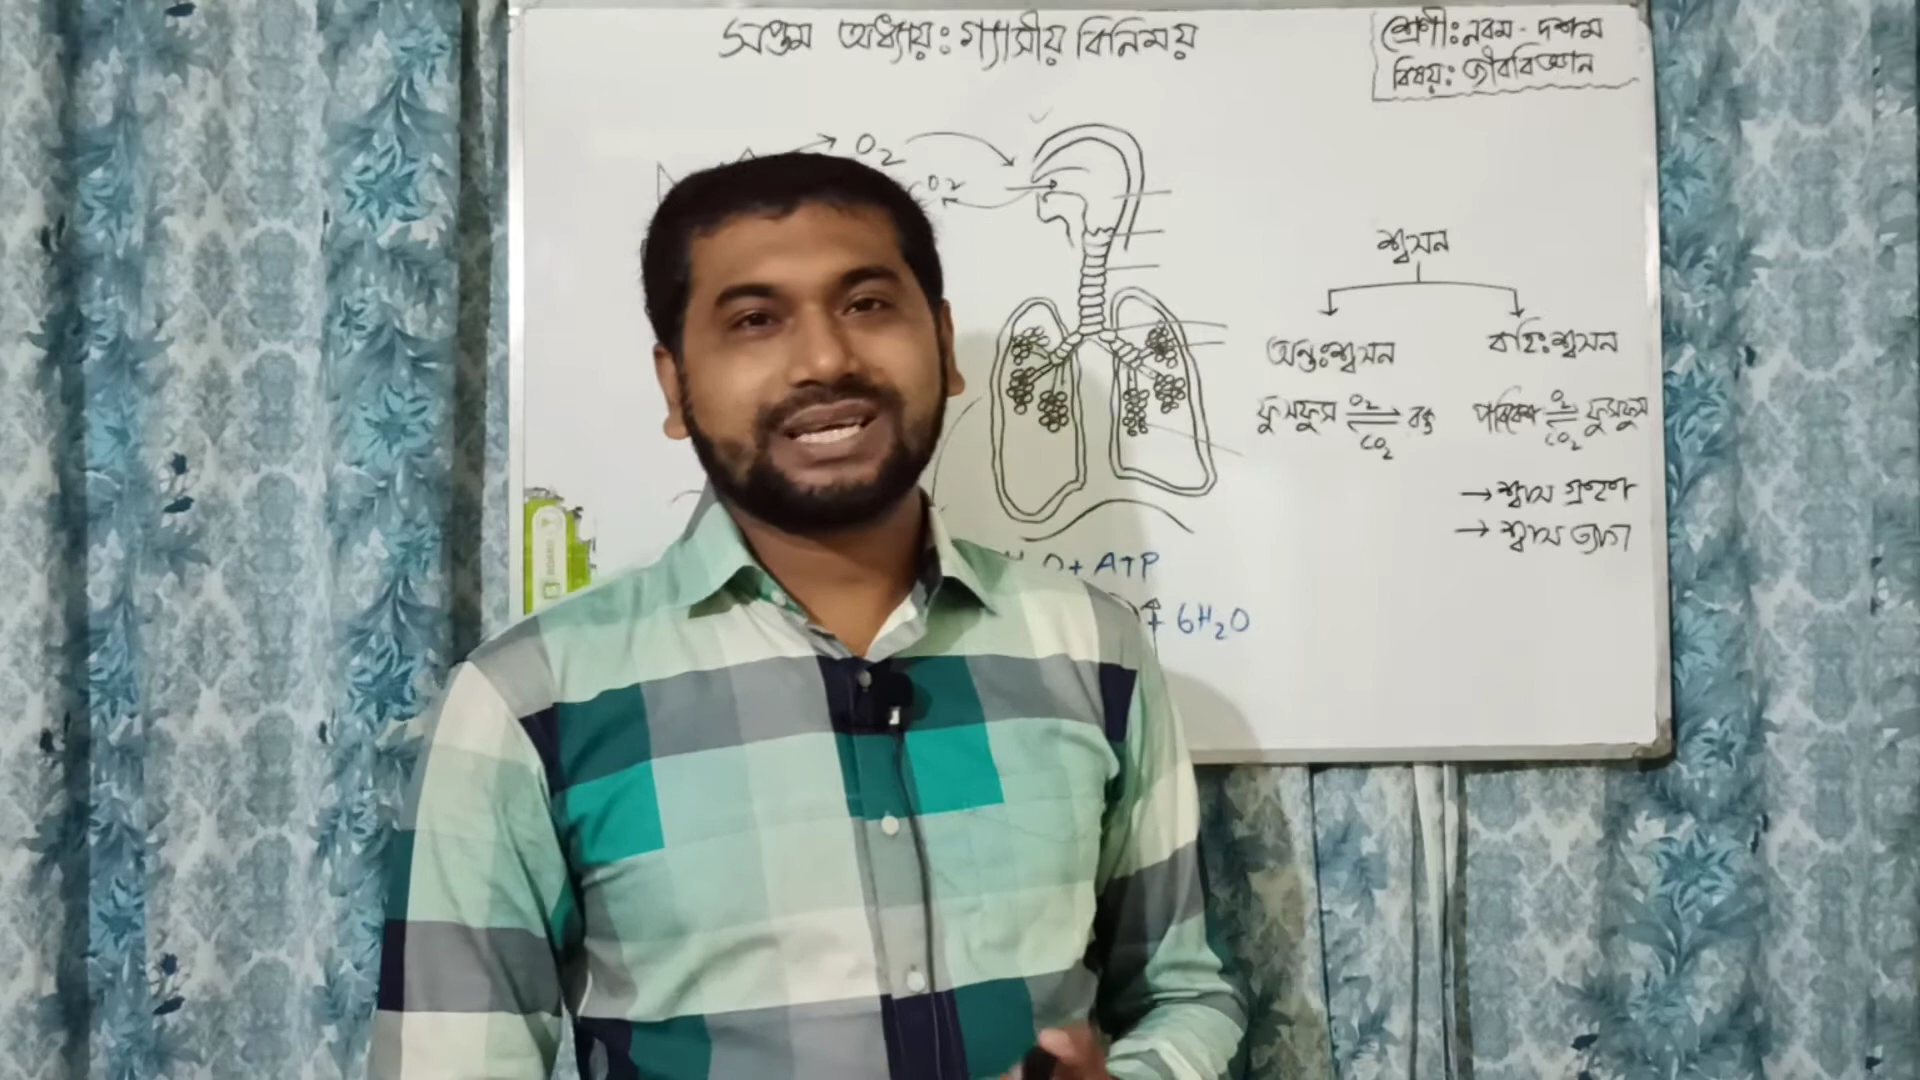 সপ্তম অধ্যায়: গ্যাসীয় বিনিময়
শ্রেণী: নবম - দশম
বিষয়: জীববিজ্ঞান
O2
O2
শ্বসন
অন্তঃশ্বসন
বহিঃশ্বসন
ফুসফুস O2 CO2 রক্ত
পরিবেশ O2 CO2 ফুসফুস
→ শ্বাস গ্রহণ
→ শ্বাস ত্যাগ
+ ATP
+ 6H2O